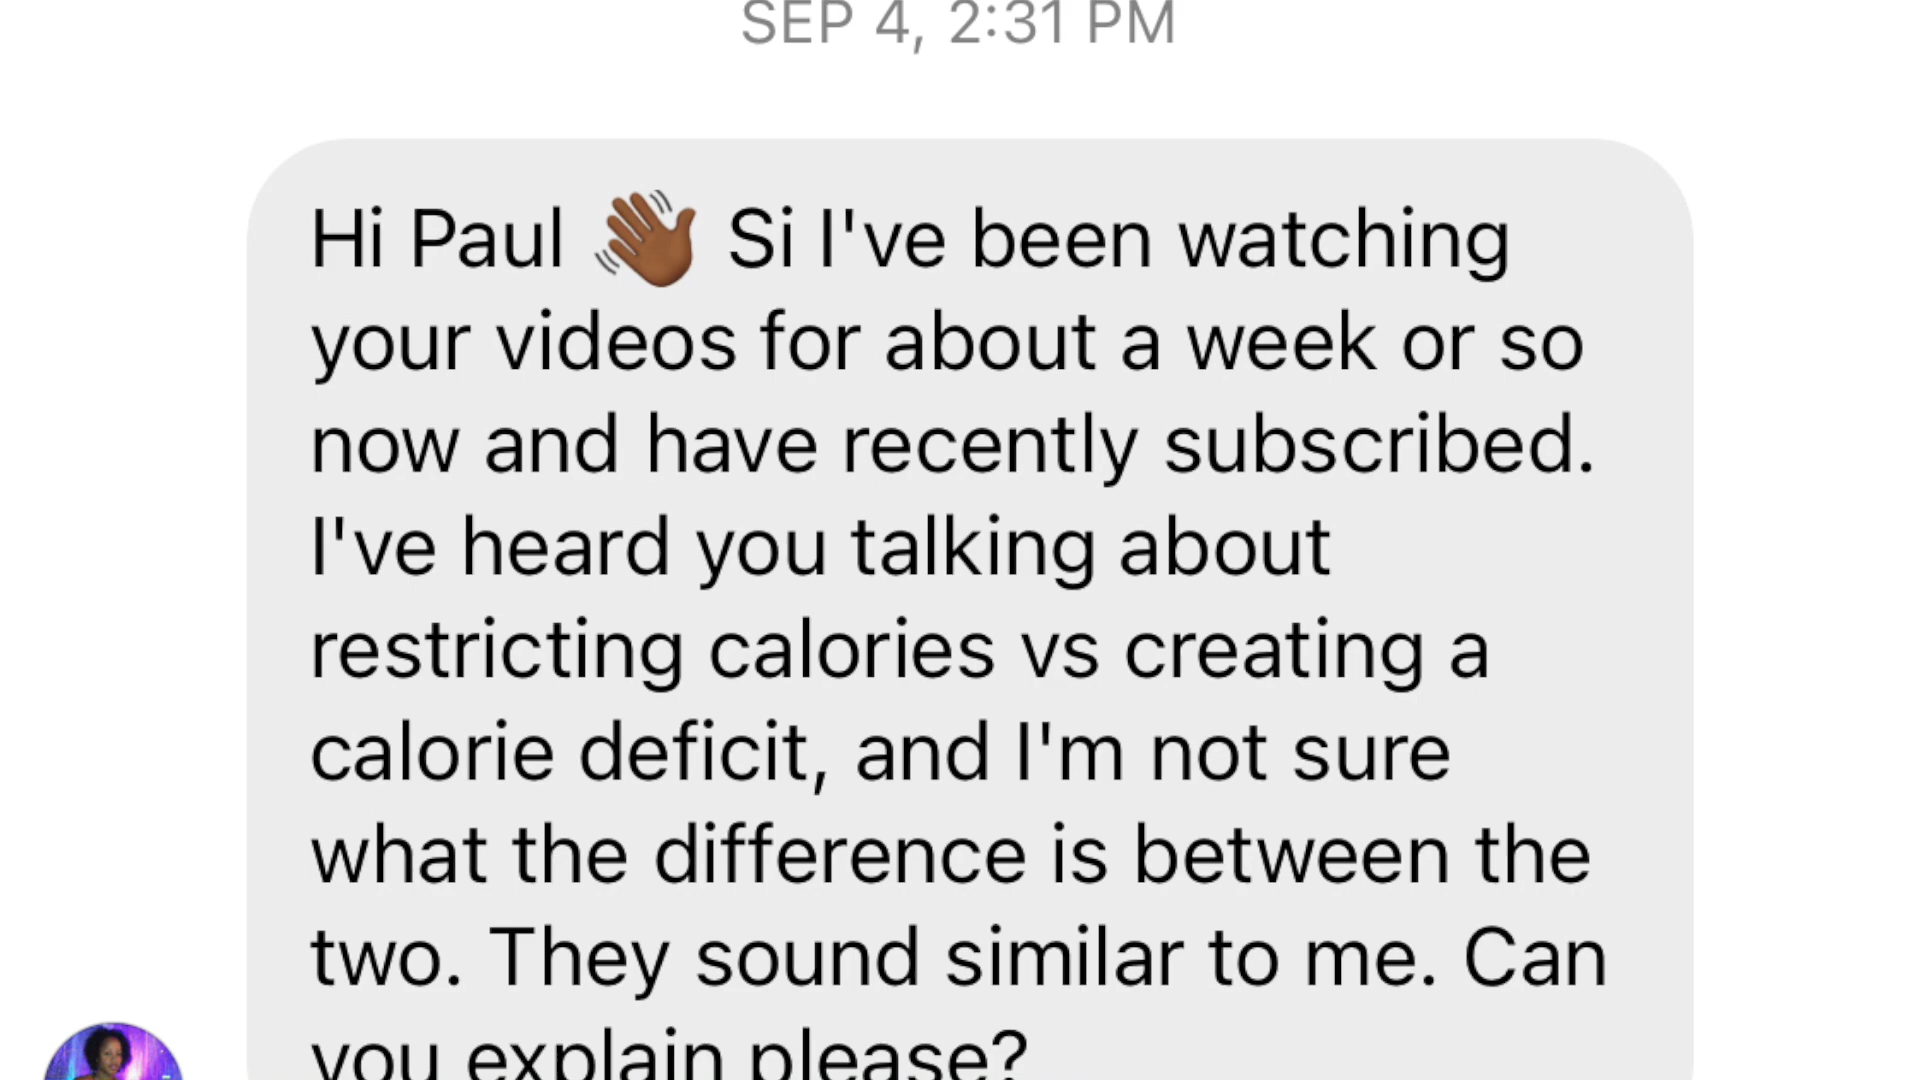 SEP 4, 2:31 PM
Hi Paul 👋🏾 Si I've been watching
your videos for about a week or so
now and have recently subscribed.
I've heard you talking about
restricting calories vs creating a
calorie deficit, and I'm not sure
what the difference is between the
two. They sound similar to me. Can
you explain please?